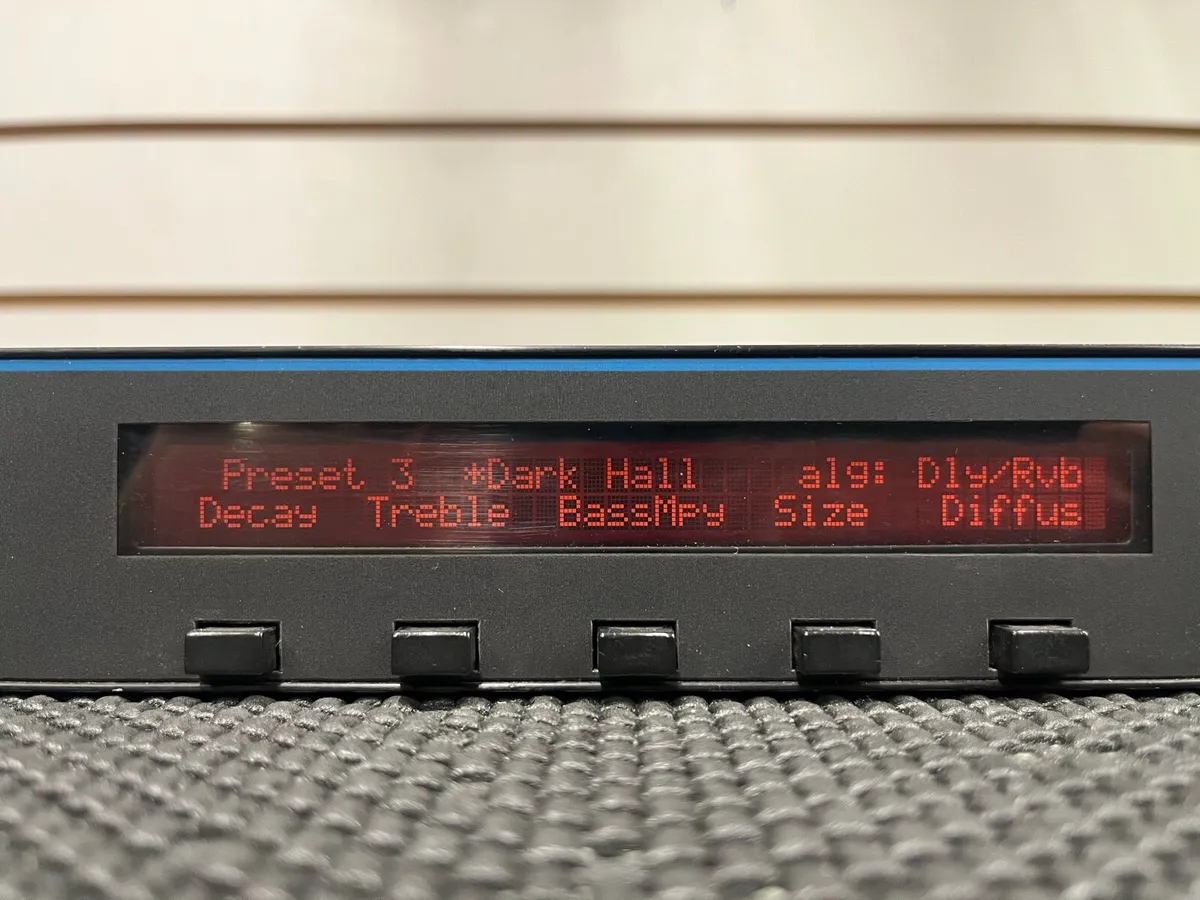 Preset 3 *Dark Hall alg: Dly/Rvb
Decay Treble BassMpy Size Diffus